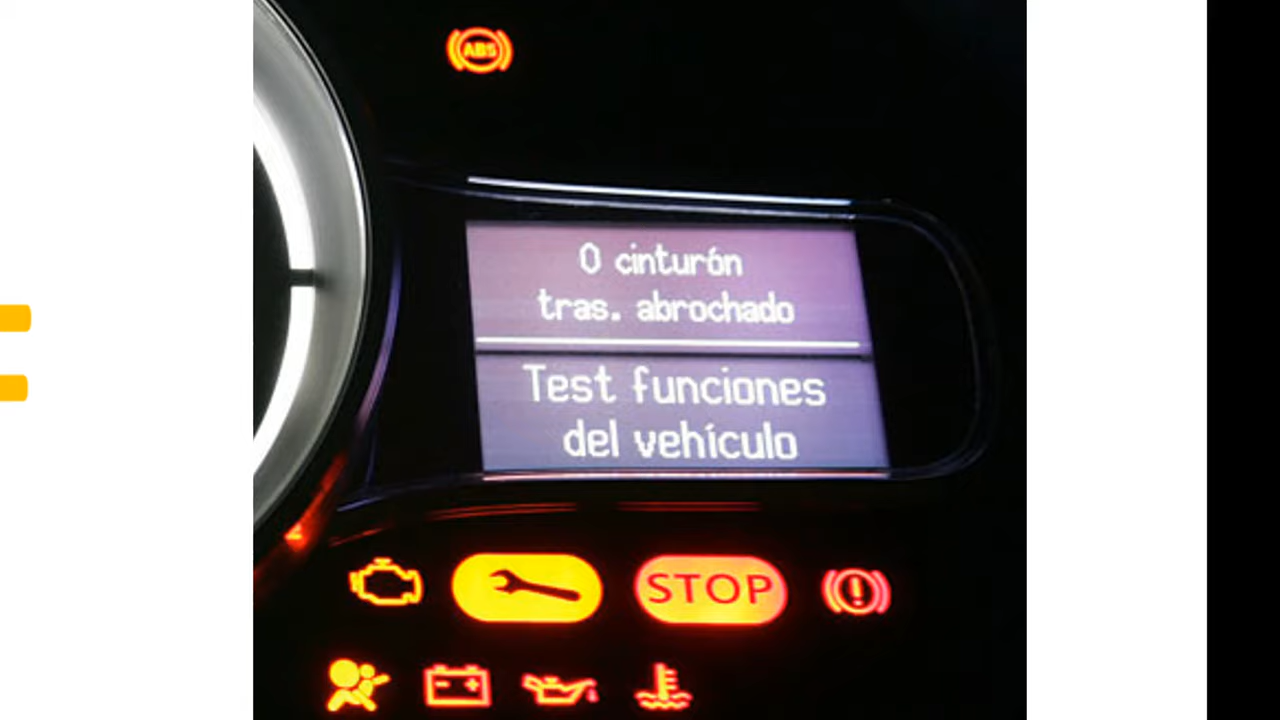 ABS
0 cinturón
tras. abrochado
Test funciones
del vehículo
STOP